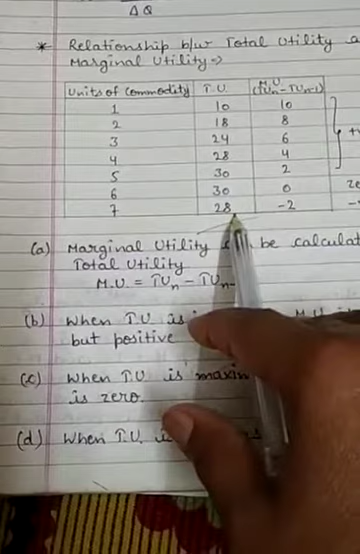 ΔQ
* Relationship b/w Total Utility a
Marginal Utility:->
Units of commodity T.U. M.U (TUn-TUn-1)
1 10 10
2 18 8
3 24 6
4 28 4
5 30 2
6 30 0 ze
7 28 -2
(a) Marginal Utility be calculat
Total Utility
M.U. = TUn - TUn-
(b) When T.U is
but positive
(c) When T.U is maxim
is zero.
(d) When T.U.